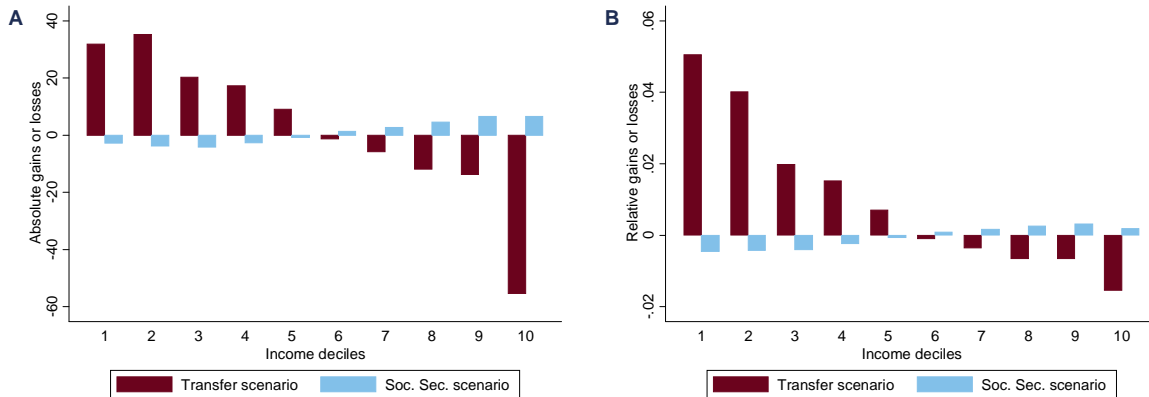 A
Absolute gains or losses
40
20
0
-20
-40
-60
1 2 3 4 5 6 7 8 9 10
Income deciles
Transfer scenario Soc. Sec. scenario
B
Relative gains or losses
.06
.04
.02
0
-.02
1 2 3 4 5 6 7 8 9 10
Income deciles
Transfer scenario Soc. Sec. scenario